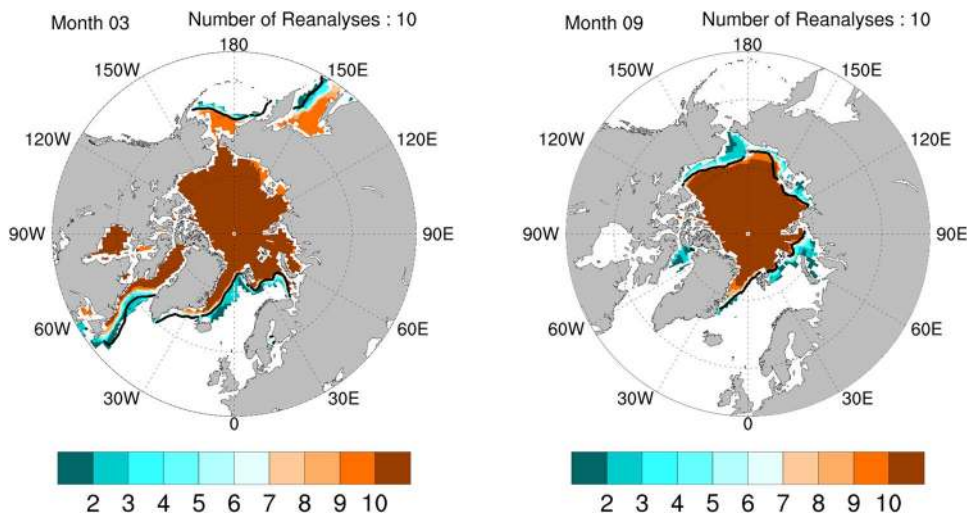 Month 03 Number of Reanalyses : 10
180
150W 150E
120W 120E
90W 90E
60W 60E
30W 30E
0
2 3 4 5 6 7 8 9 10
Month 09 Number of Reanalyses : 10
180
150W 150E
120W 120E
90W 90E
60W 60E
30W 30E
0
2 3 4 5 6 7 8 9 10